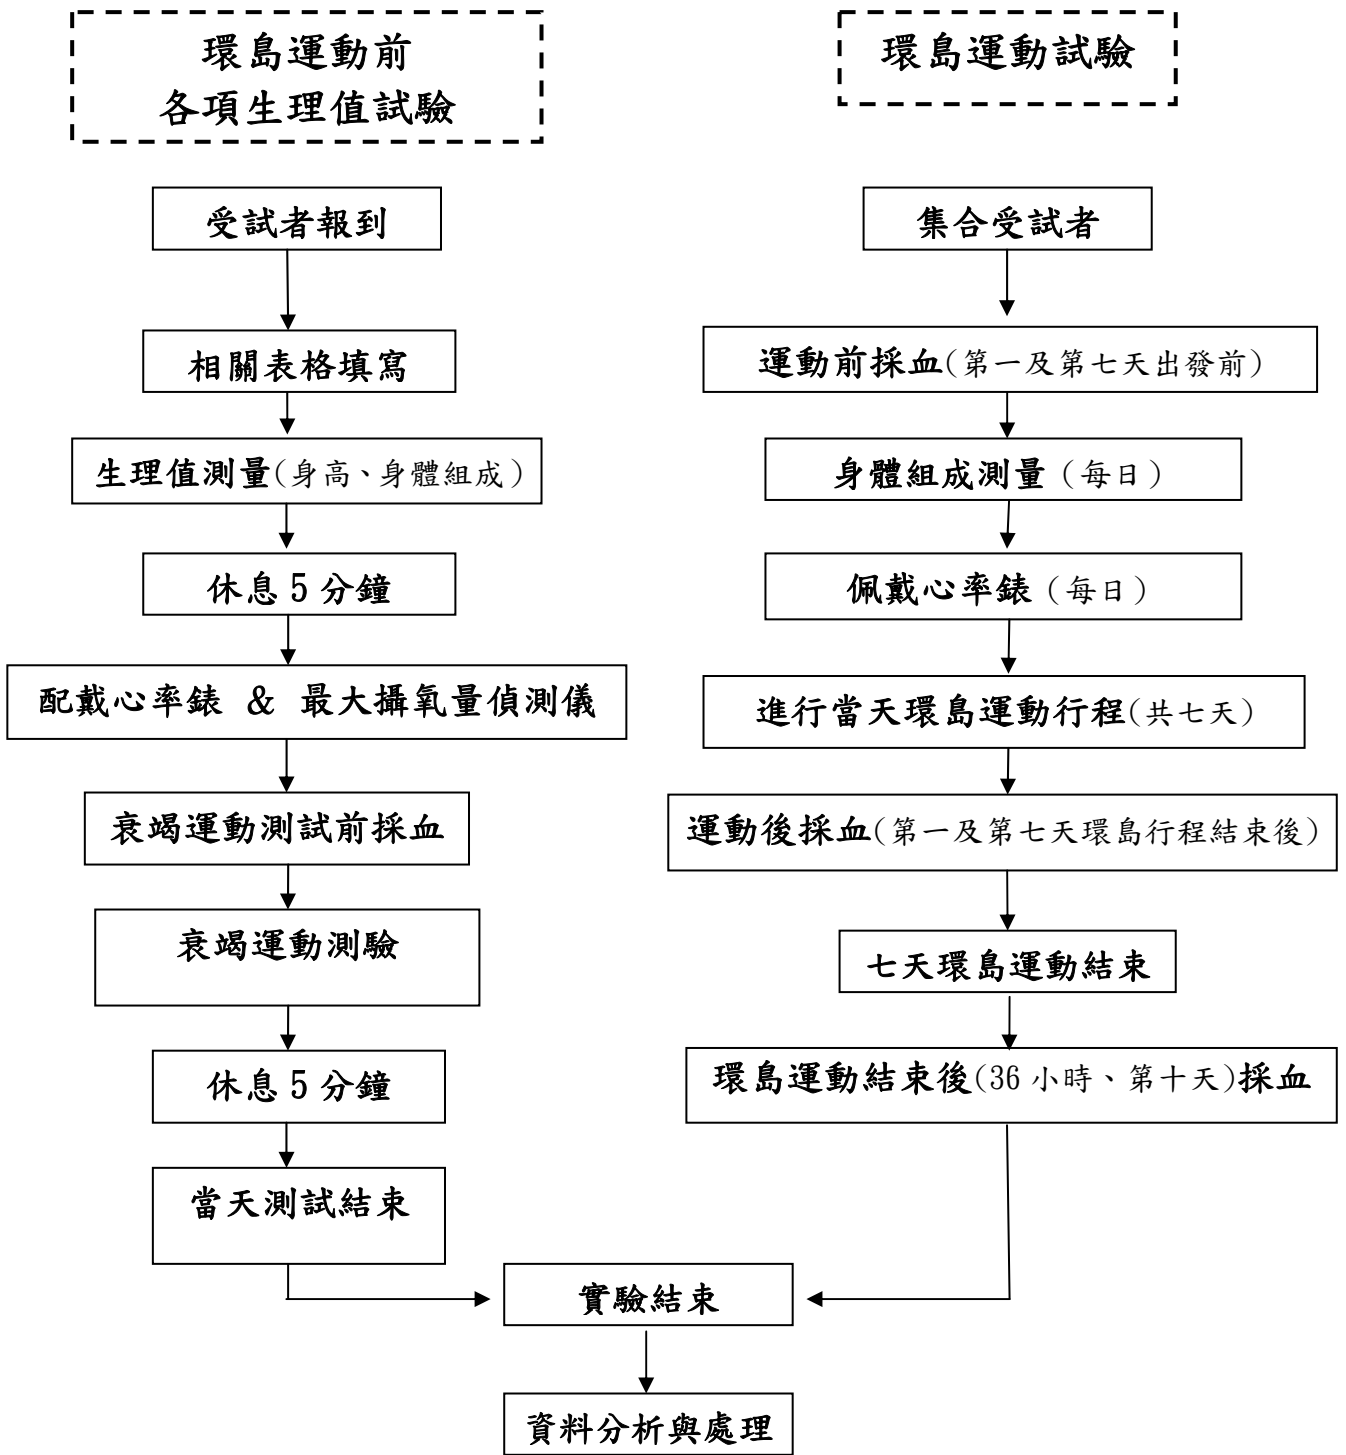 環島運動前
各項生理值試驗
受試者報到
相關表格填寫
生理值測量(身高、身體組成)
休息 5 分鐘
配戴心率錶 & 最大攝氧量偵測儀
衰竭運動測試前採血
衰竭運動測驗
休息 5 分鐘
當天測試結束
環島運動試驗
集合受試者
運動前採血(第一及第七天出發前)
身體組成測量(每日)
佩戴心率錶(每日)
進行當天環島運動行程(共七天)
運動後採血(第一及第七天環島行程結束後)
七天環島運動結束
環島運動結束後(36 小時、第十天)採血
實驗結束
資料分析與處理